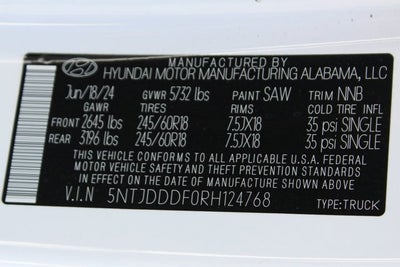 MANUFACTURED BY
HYUNDAI MOTOR MANUFACTURING ALABAMA, LLC
Jun/18/24 GVWR 5732 lbs PAINT SAW TRIM NNB
GAWR TIRES RIMS COLD TIRE INFL
FRONT 2645 lbs 245/60R18 7.5JX18 35 psi SINGLE
REAR 3196 lbs 245/60R18 7.5JX18 35 psi SINGLE
THIS VEHICLE CONFORMS TO ALL APPLICABLE U.S.A. FEDERAL
MOTOR VEHICLE SAFETY AND THEFT PREVENTION STANDARDS
IN EFFECT ON THE DATE OF MANUFACTURE SHOWN ABOVE.
V.I.N 5NTJDDDF0RH124768 TYPE:TRUCK